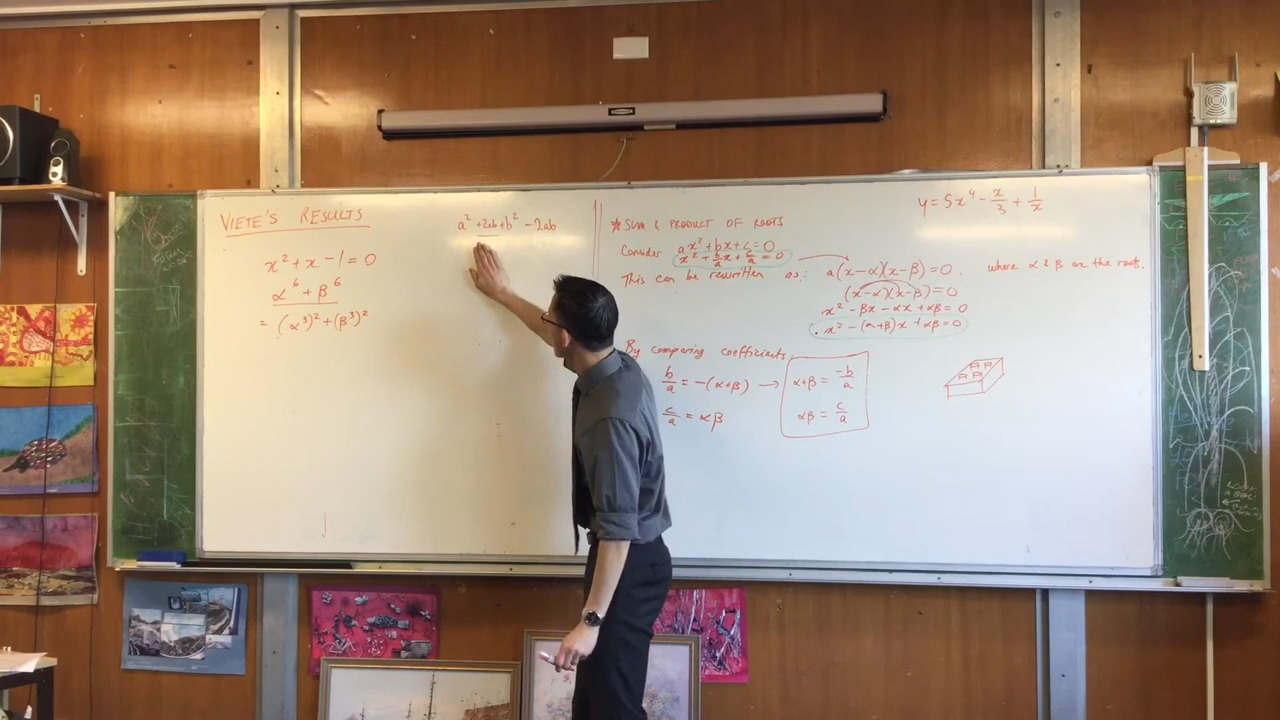 VIETE'S RESULTS
x² + x − 1 = 0
α⁶ + β⁶
= (α³)² + (β³)²
a² + 2ab + b² − 2ab
★ SUM & PRODUCT OF ROOTS
Consider ax² + bx + c = 0
x² + b/a x + c/a = 0
This can be rewritten as: a(x−α)(x−β) = 0. where α & β are the roots.
(x−α)(x−β) = 0
x² − βx − αx + αβ = 0
x² − (α+β)x + αβ = 0
By comparing coefficients,
b/a = −(α+β) → α+β = −b/a
c/a = αβ αβ = c/a
y = 5x⁴ − x/3 + 1/x